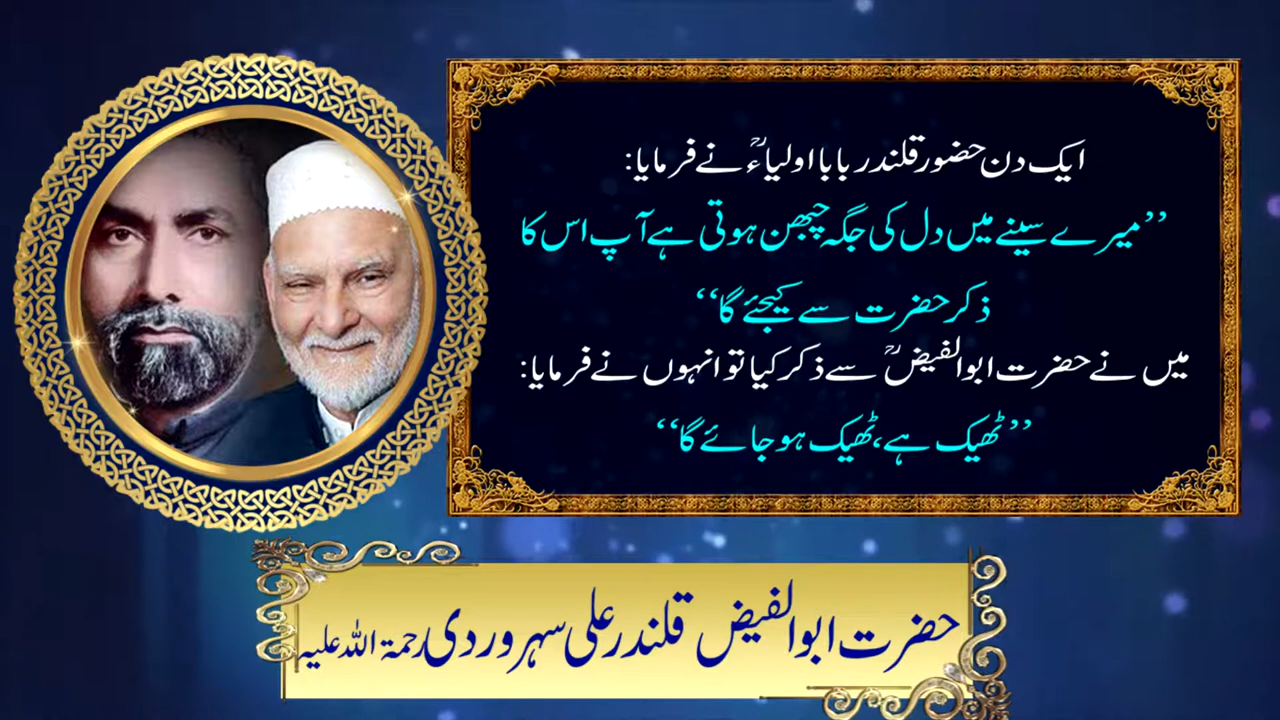 ایک دن حضور قلندر بابا اولیاءؒ نے فرمایا:
’’میرے سینے میں دل کی جگہ چبھن ہوتی ہے آپ اس کا
ذکر حضرت سے کیجئے گا‘‘
میں نے حضرت ابوالفیضؒ سے ذکر کیا تو انہوں نے فرمایا:
’’ٹھیک ہے، ٹھیک ہو جائے گا‘‘
حضرت ابوالفیض قلندر علی سہروردی رحمۃ اللہ علیہ